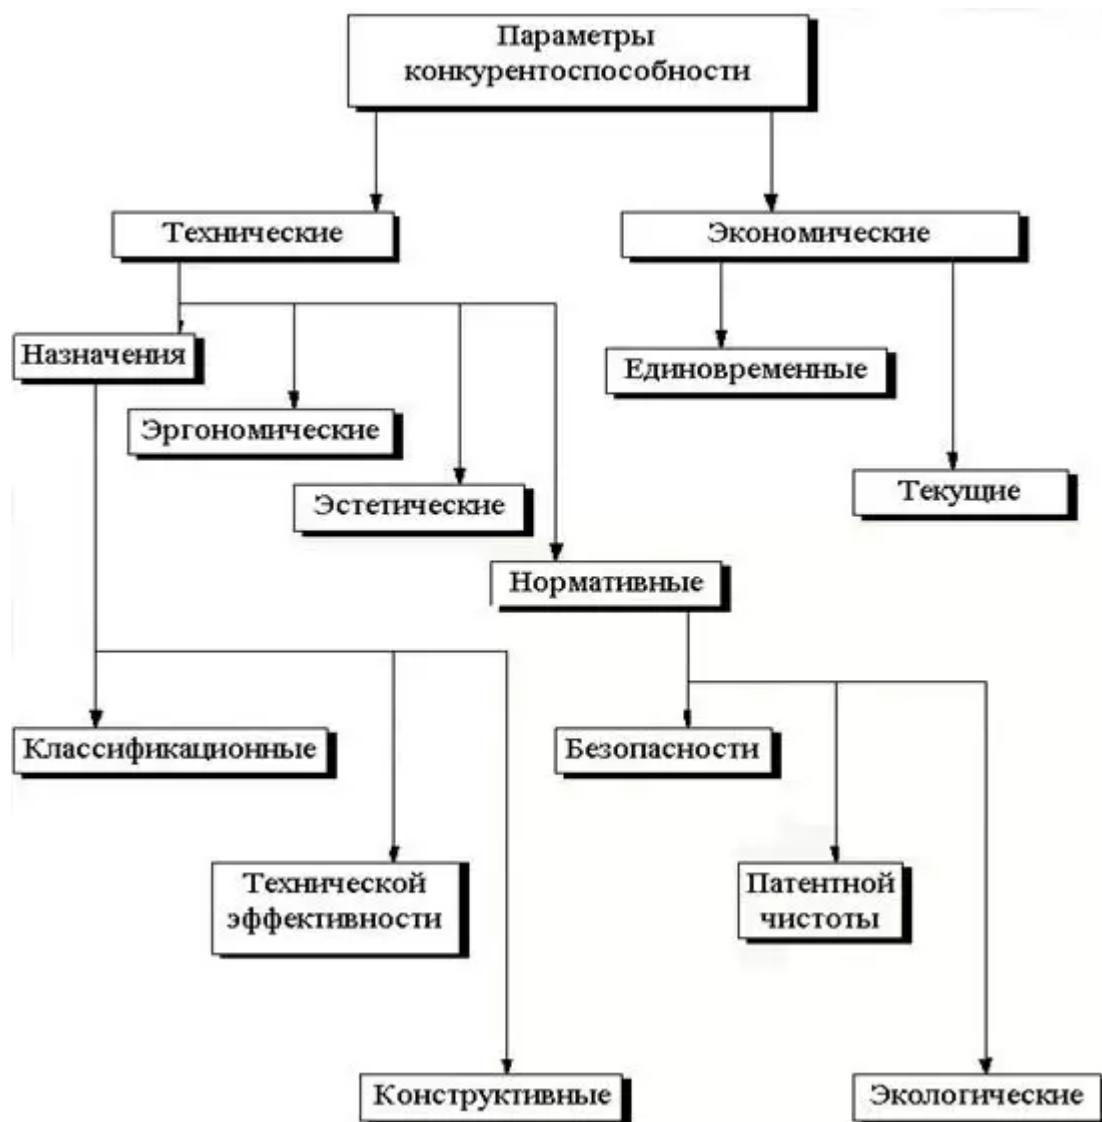 Параметры
конкурентоспособности
Технические
Экономические
Назначения
Единовременные
Эргономические
Текущие
Эстетические
Нормативные
Классификационные
Безопасности
Технической
эффективности
Патентной
чистоты
Конструктивные
Экологические